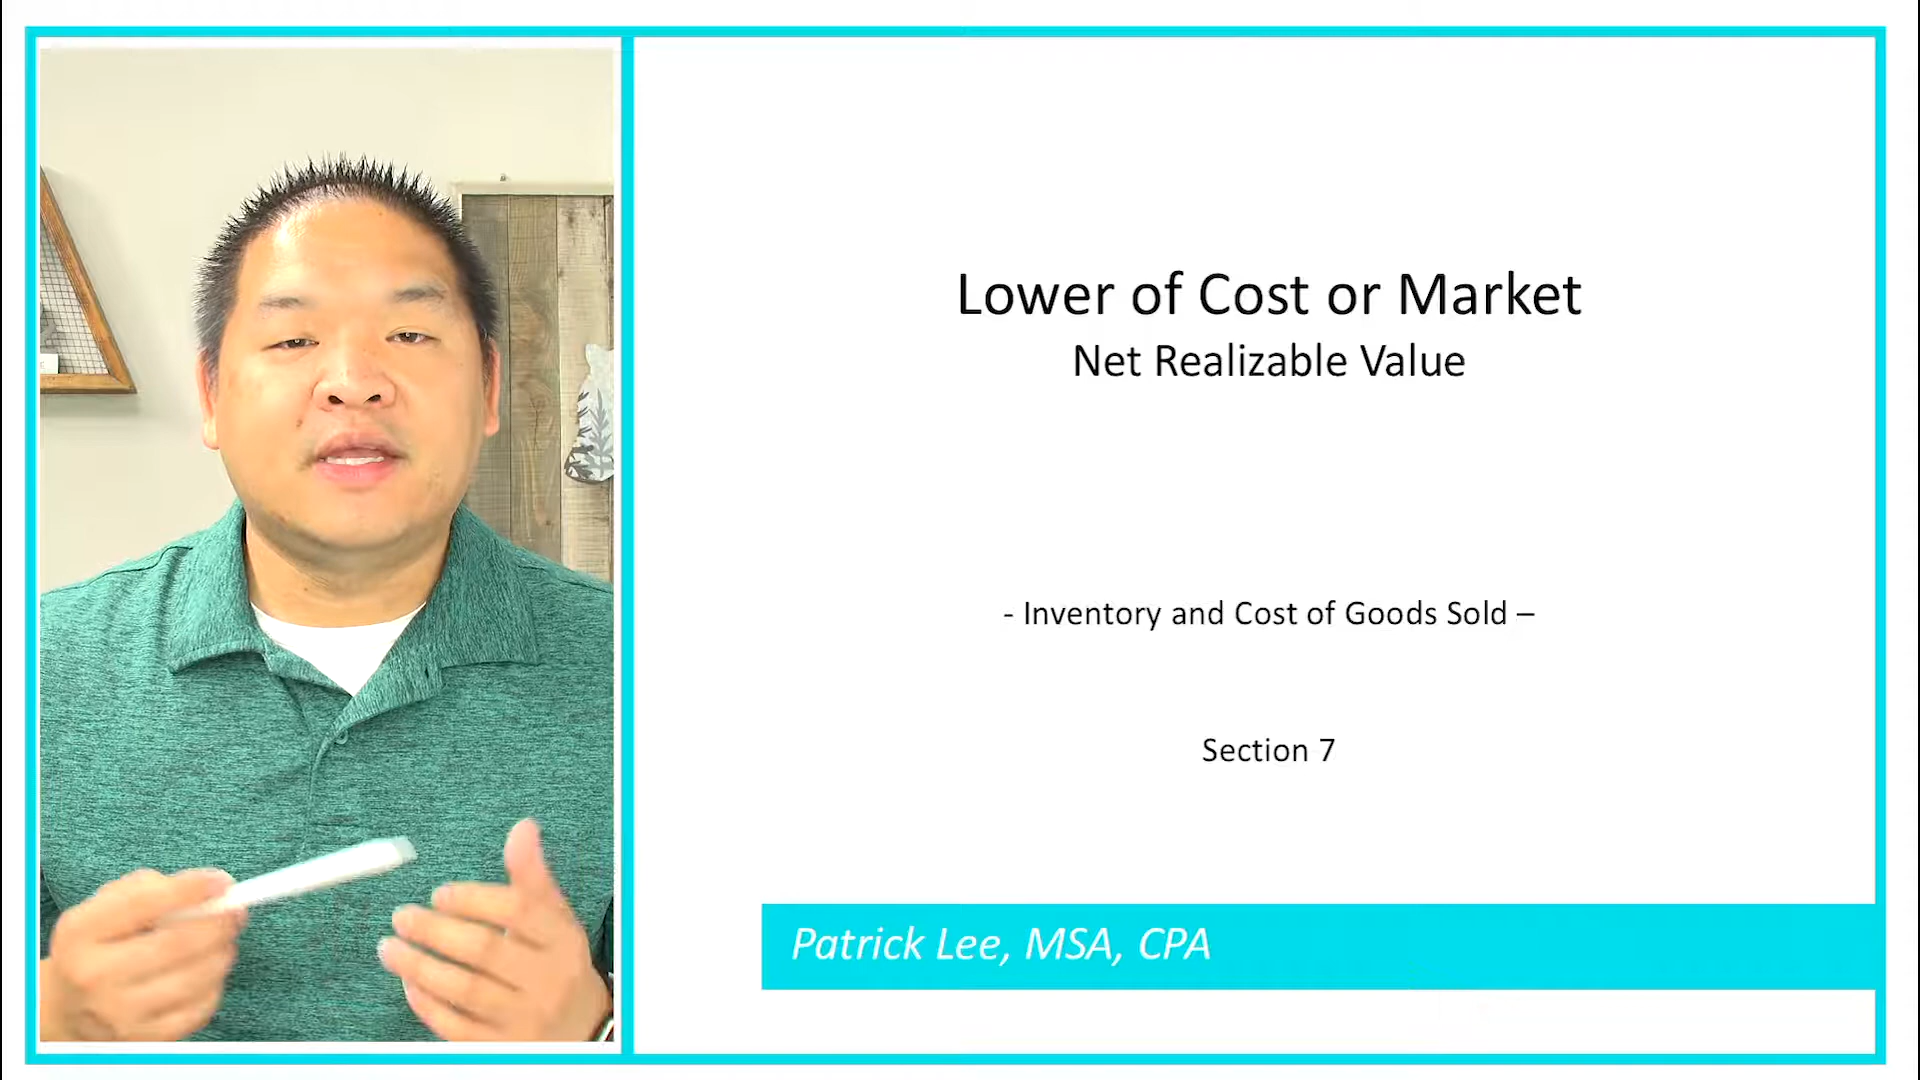 Lower of Cost or Market
Net Realizable Value
- Inventory and Cost of Goods Sold –
Section 7
Patrick Lee, MSA, CPA